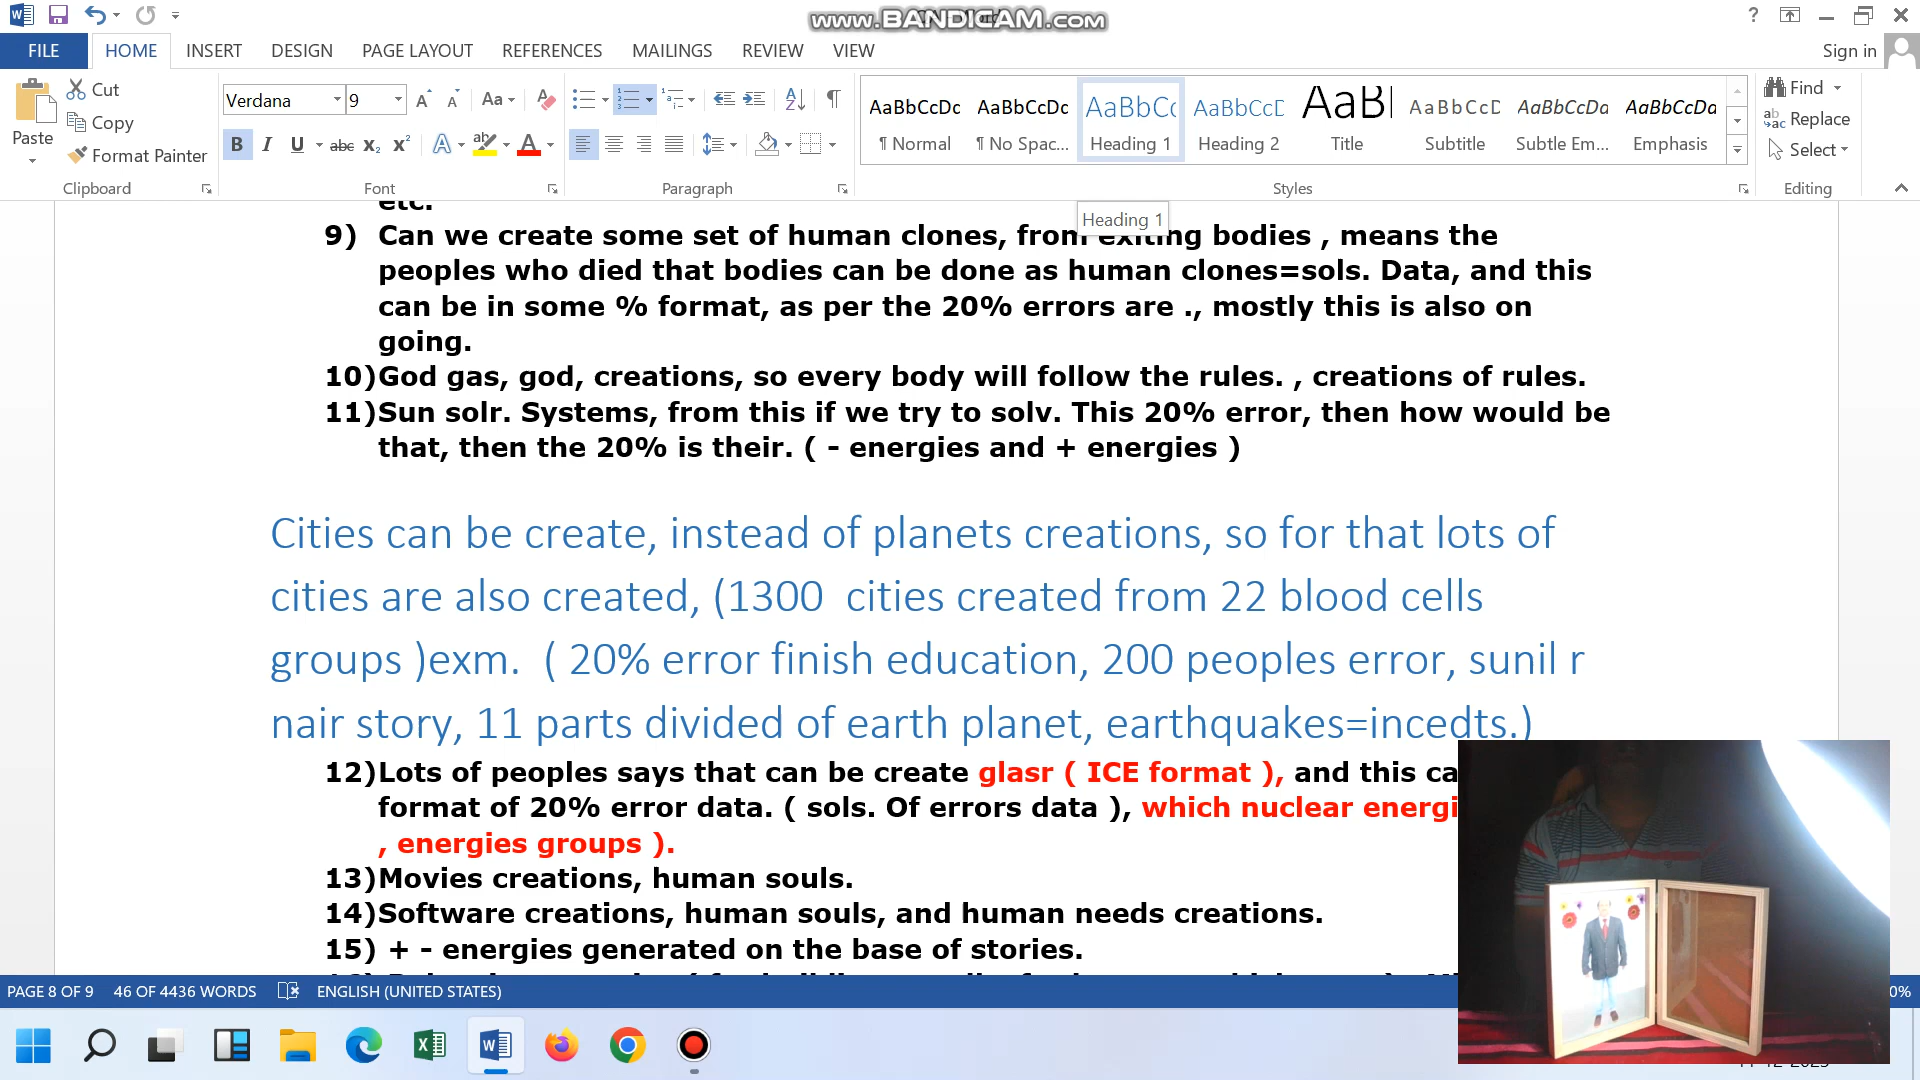 www.BANDICAM.com
FILE HOME INSERT DESIGN PAGE LAYOUT REFERENCES MAILINGS REVIEW VIEW Sign in
Cut
Copy
Format Painter
Paste
Verdana 9
AaBbCcDc AaBbCcDc AaBbCc AaBbCcD AaBl AaBbCcD AaBbCcDa AaBbCcDa
¶ Normal ¶ No Spac... Heading 1 Heading 2 Title Subtitle Subtle Em... Emphasis
Find
Replace
Select
Clipboard Font Paragraph Styles Editing
Heading 1
etc.
9) Can we create some set of human clones, from exiting bodies , means the
peoples who died that bodies can be done as human clones=sols. Data, and this
can be in some % format, as per the 20% errors are ., mostly this is also on
going.
10)God gas, god, creations, so every body will follow the rules. , creations of rules.
11)Sun solr. Systems, from this if we try to solv. This 20% error, then how would be
that, then the 20% is their. ( - energies and + energies )
Cities can be create, instead of planets creations, so for that lots of
cities are also created, (1300  cities created from 22 blood cells
groups )exm.  ( 20% error finish education, 200 peoples error, sunil r
nair story, 11 parts divided of earth planet, earthquakes=incedts.)
12)Lots of peoples says that can be create glasr ( ICE format ), and this ca
format of 20% error data. ( sols. Of errors data ), which nuclear energi
, energies groups ).
13)Movies creations, human souls.
14)Software creations, human souls, and human needs creations.
15) + - energies generated on the base of stories.
PAGE 8 OF 9 46 OF 4436 WORDS ENGLISH (UNITED STATES) 0%